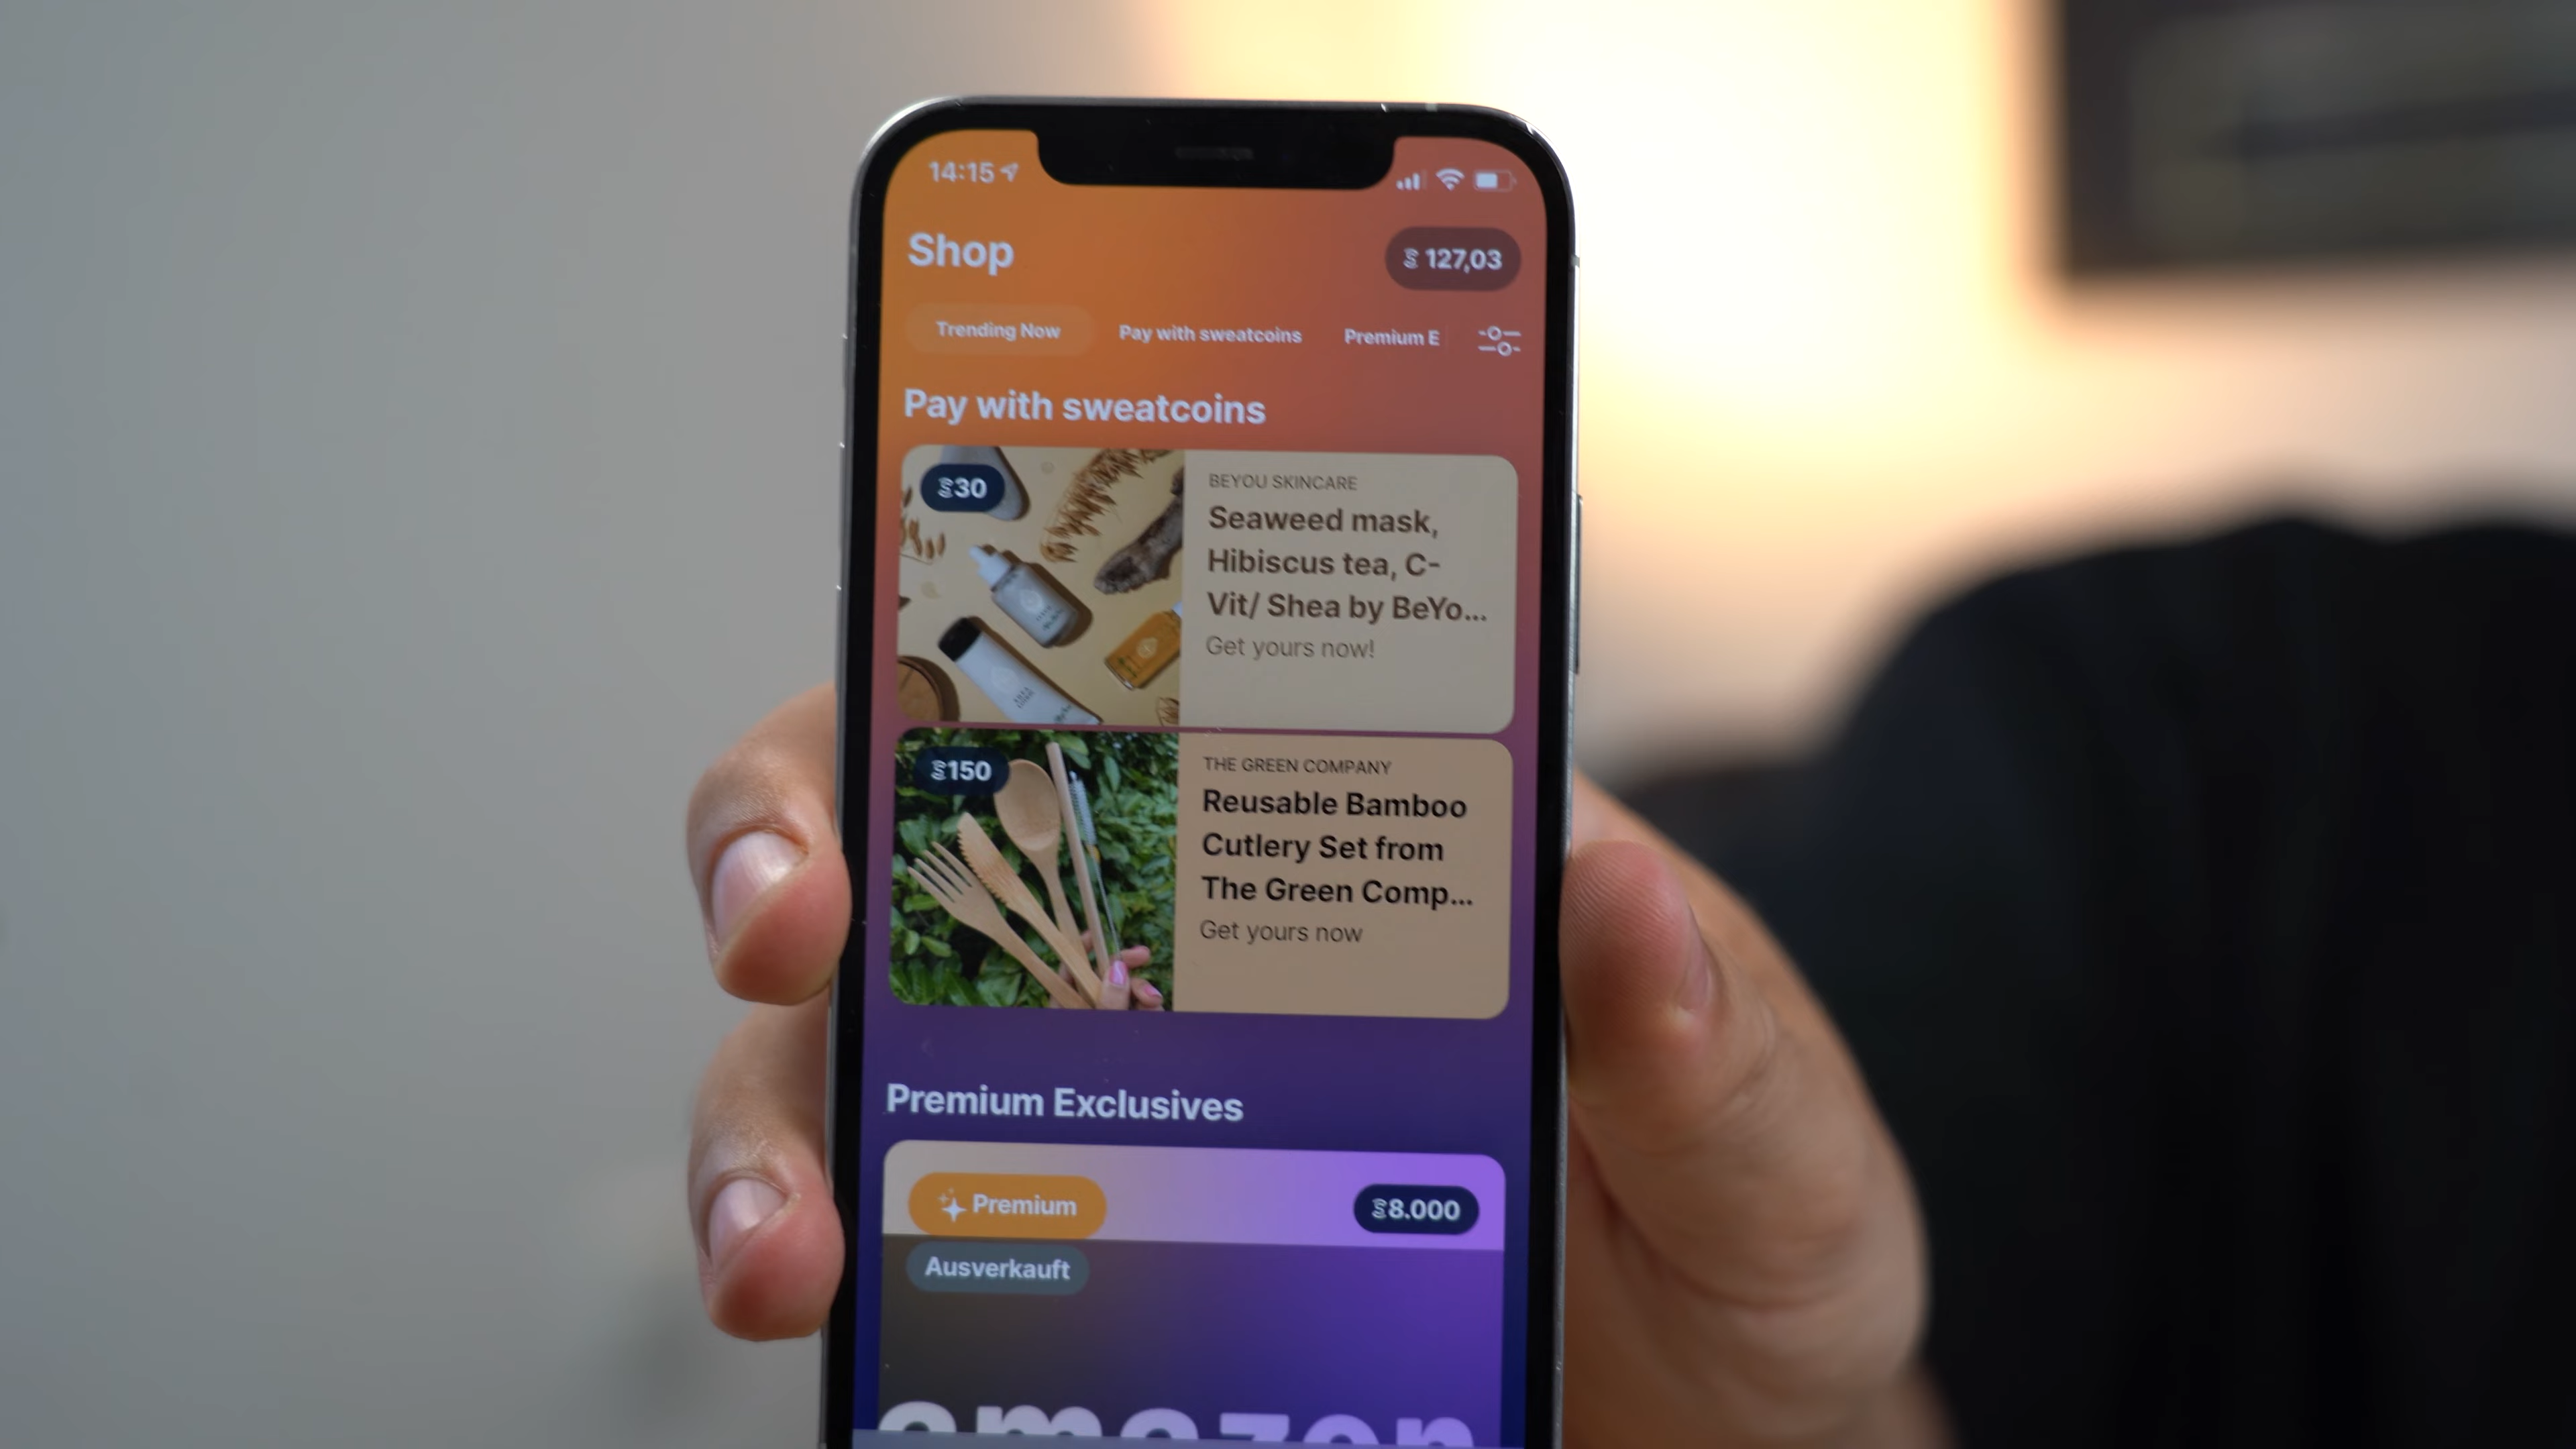 14:15
Shop
127,03
Trending Now
Pay with sweatcoins
Premium E
Pay with sweatcoins
30
BEYOU SKINCARE
Seaweed mask,
Hibiscus tea, C-
Vit/ Shea by BeYo...
Get yours now!
150
THE GREEN COMPANY
Reusable Bamboo
Cutlery Set from
The Green Comp...
Get yours now
Premium Exclusives
Premium
8.000
Ausverkauft
amazon